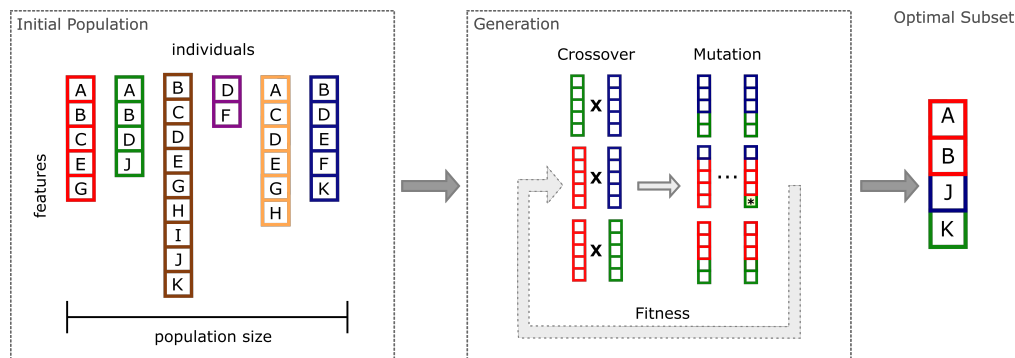 Initial Population
individuals
features
A
B
C
E
G
A
B
D
J
B
C
D
E
G
H
I
J
K
D
F
A
C
D
E
G
H
B
D
E
F
K
population size
Generation
Crossover
Mutation
X
X
...
*
X
Fitness
Optimal Subset
A
B
J
K